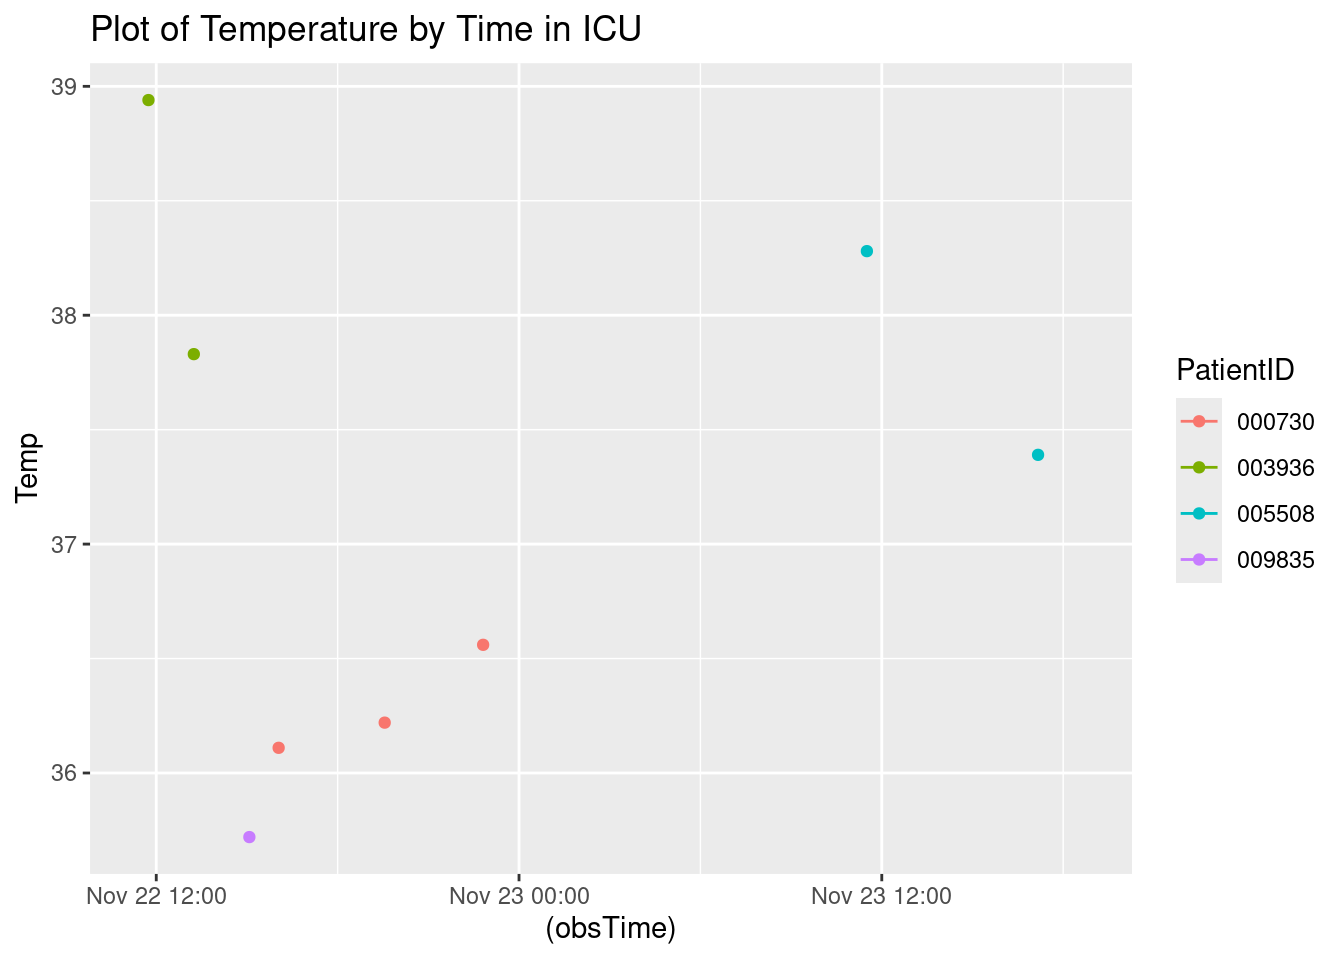 Plot of Temperature by Time in ICU
39
38
37
36
Temp
Nov 22 12:00
Nov 23 00:00
Nov 23 12:00
(obsTime)
PatientID
000730
003936
005508
009835